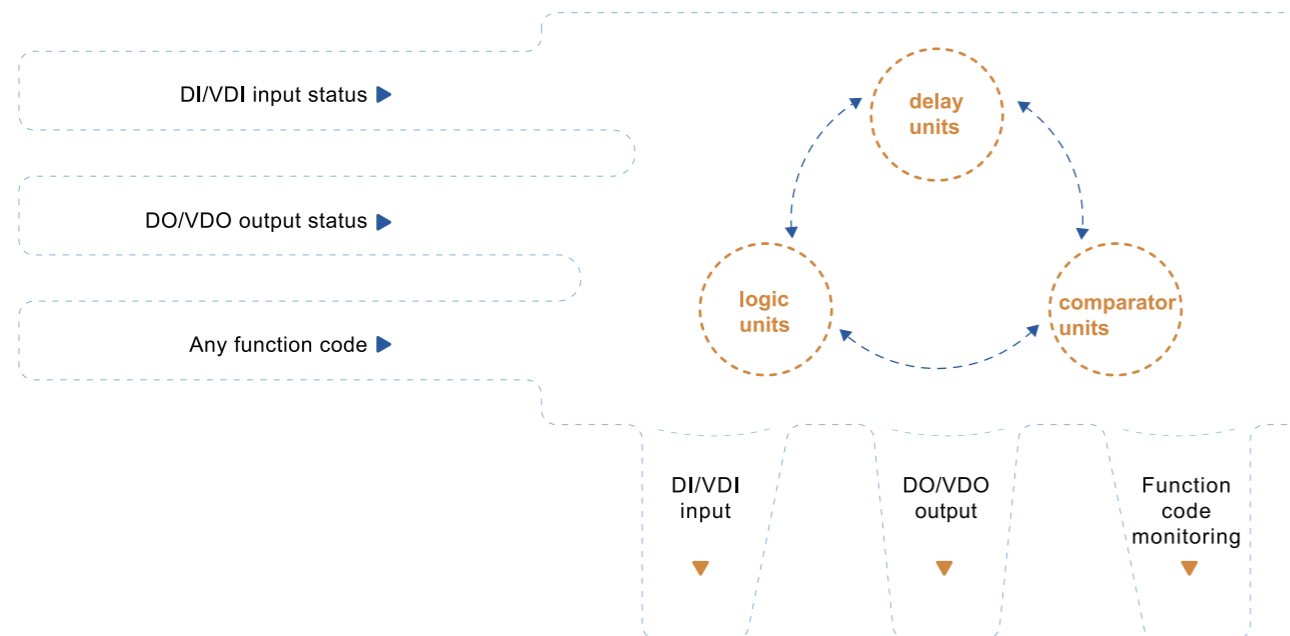 DI/VDI input status
DO/VDO output status
Any function code
delay
units
logic
units
comparator
units
DI/VDI
input
DO/VDO
output
Function
code
monitoring